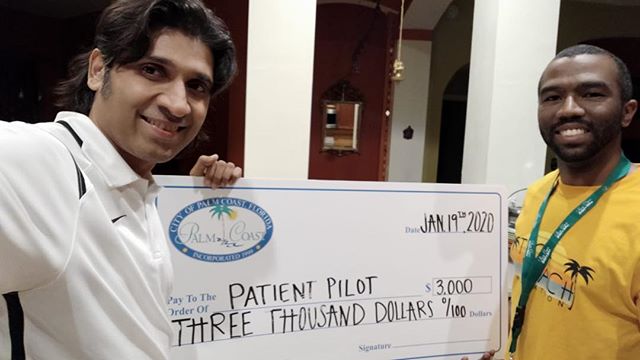 CITY OF PALM COAST, FLORIDA
PALM COAST
INCORPORATED 1999
Date JAN. 19TH, 2020
Pay To The
Order Of PATIENT PILOT $ 3,000
THREE THOUSAND DOLLARS 0/100 Dollars
Signature